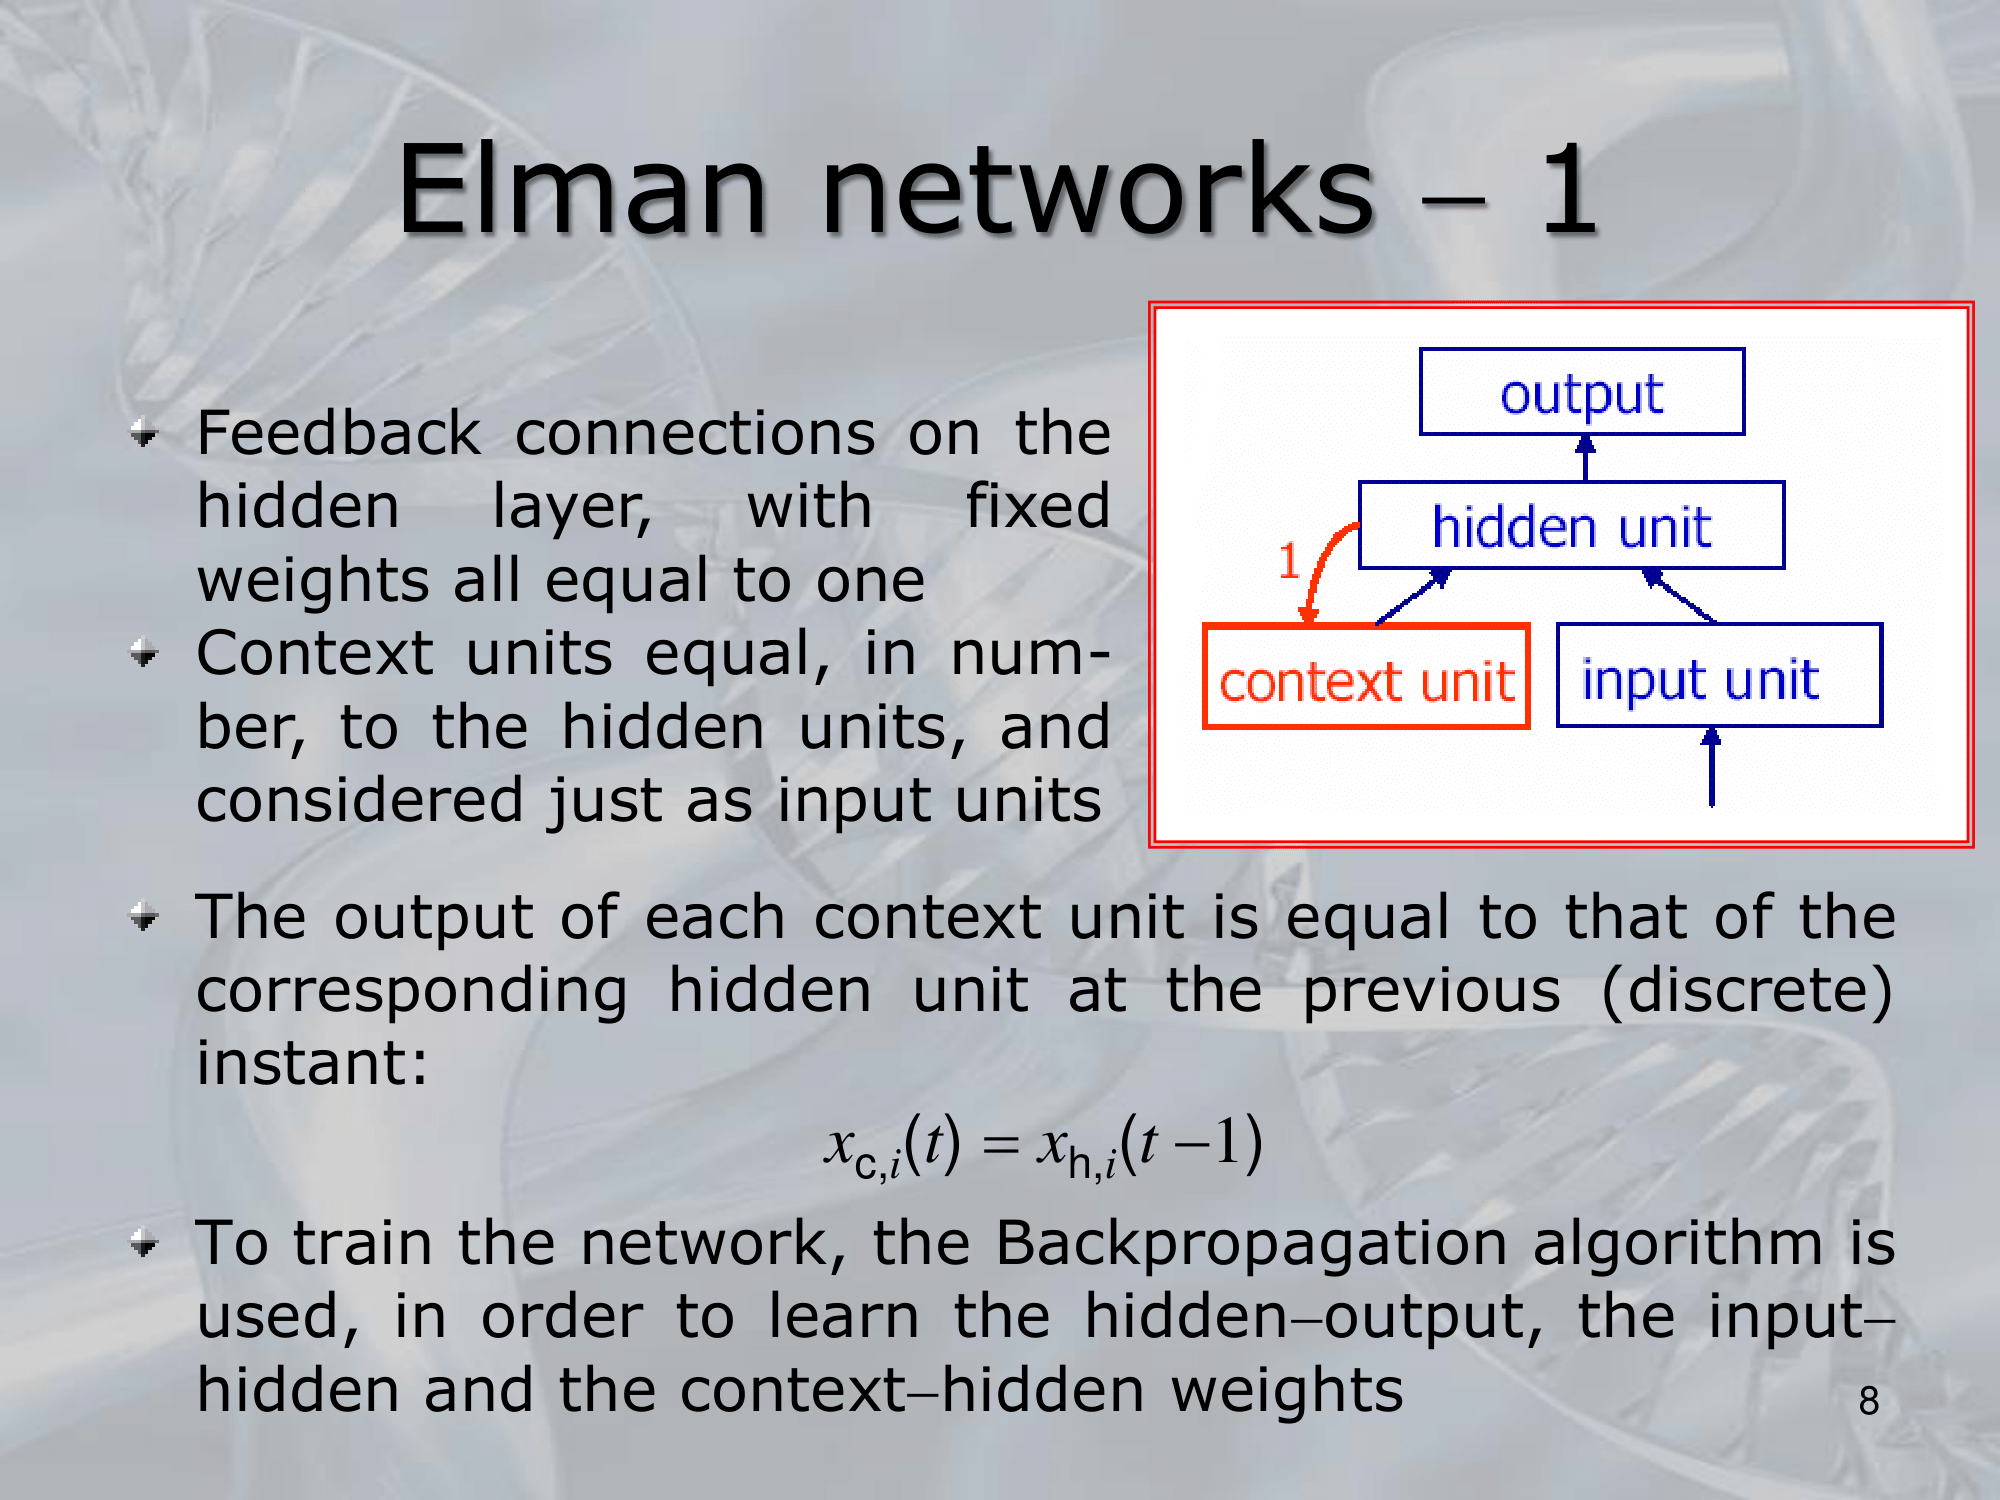 Elman networks – 1
Feedback connections on the
hidden layer, with fixed
weights all equal to one
Context units equal, in num-
ber, to the hidden units, and
considered just as input units
output
hidden unit
1
context unit
input unit
The output of each context unit is equal to that of the
corresponding hidden unit at the previous (discrete)
instant:
x_c,i(t) = x_h,i(t −1)
To train the network, the Backpropagation algorithm is
used, in order to learn the hidden–output, the input–
hidden and the context–hidden weights
8